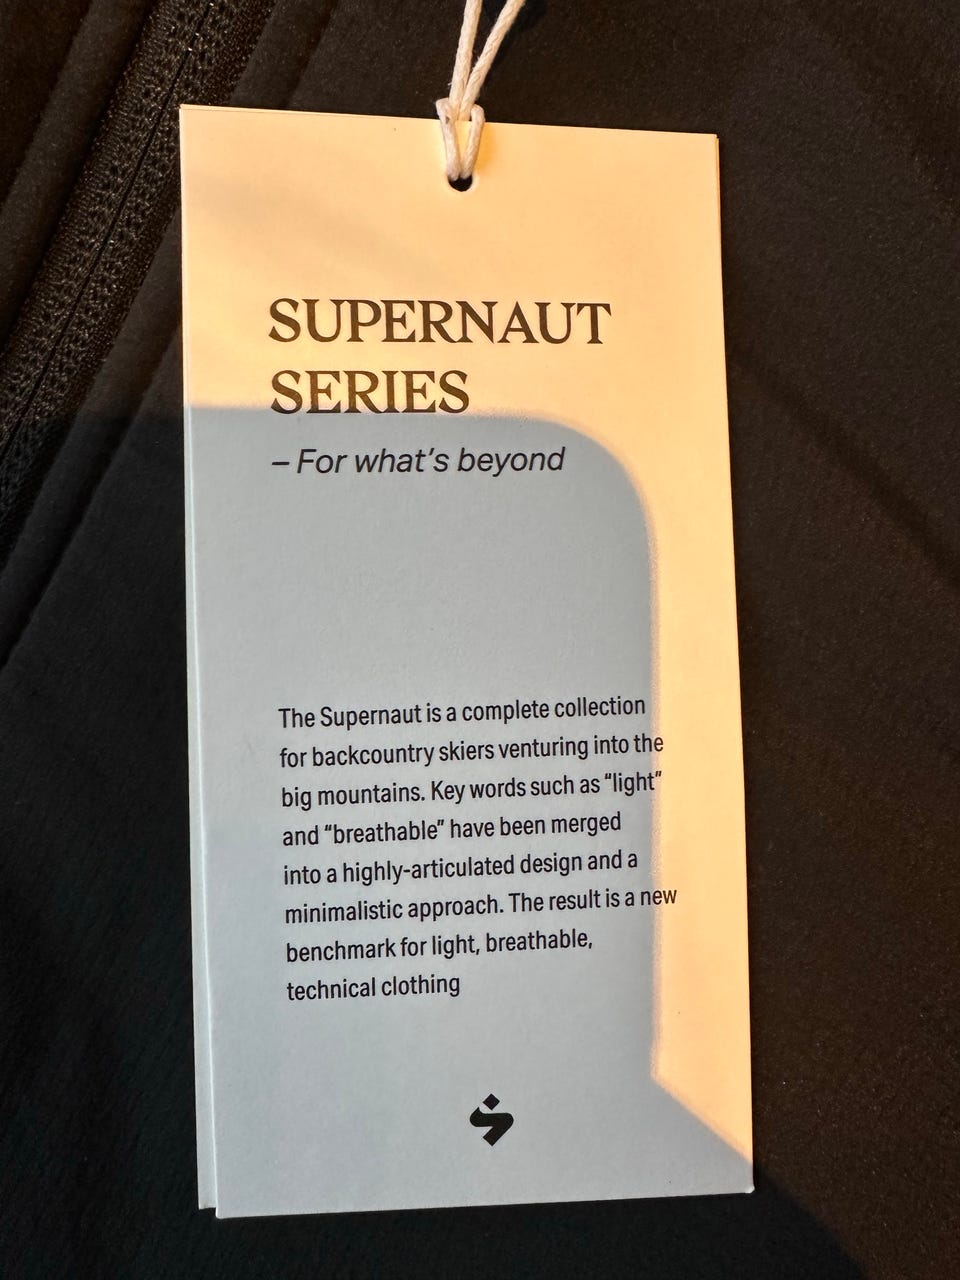 SUPERNAUT
SERIES
– For what’s beyond
The Supernaut is a complete collection
for backcountry skiers venturing into the
big mountains. Key words such as “light”
and “breathable” have been merged
into a highly-articulated design and a
minimalistic approach. The result is a new
benchmark for light, breathable,
technical clothing